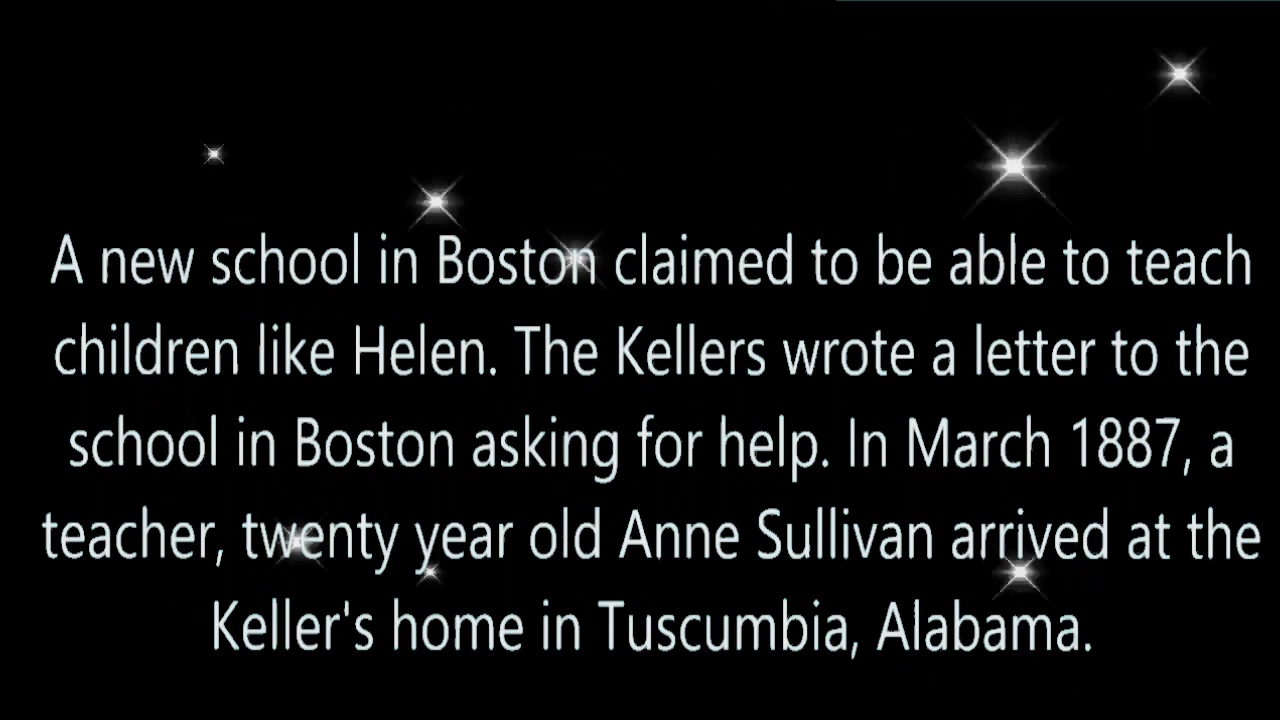 A new school in Boston claimed to be able to teach
children like Helen. The Kellers wrote a letter to the
school in Boston asking for help. In March 1887, a
teacher, twenty year old Anne Sullivan arrived at the
Keller's home in Tuscumbia, Alabama.